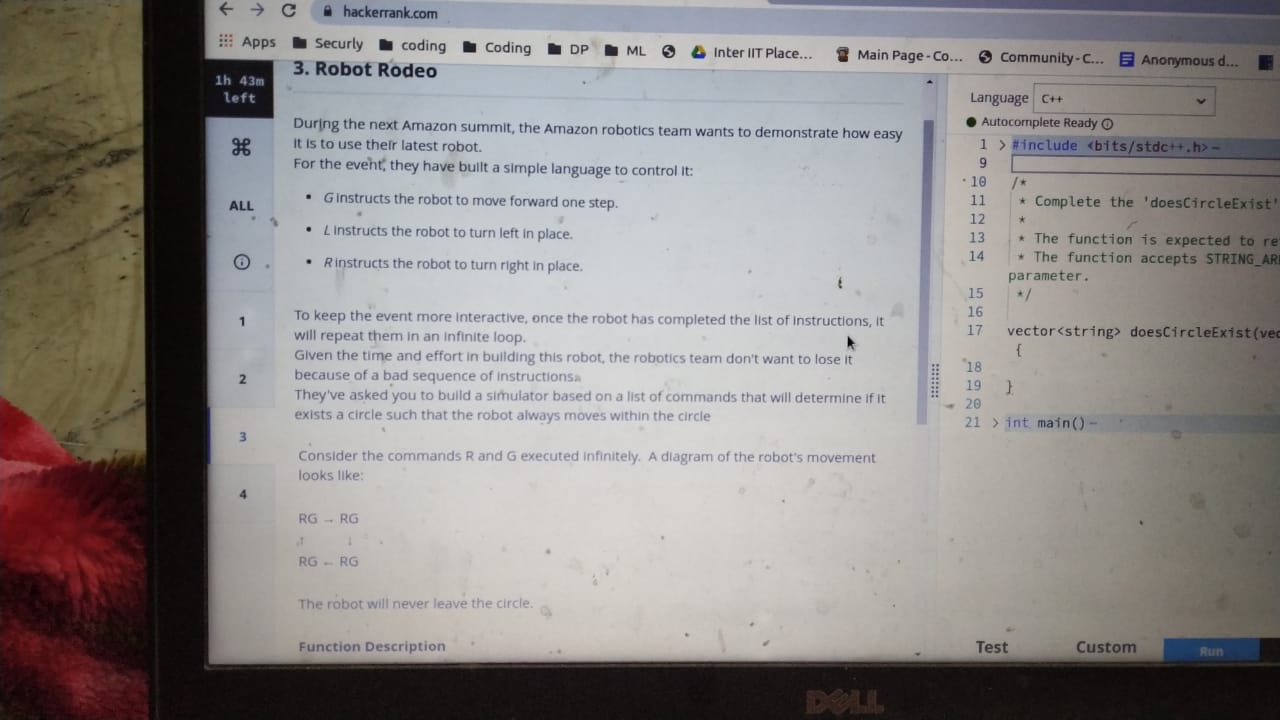 hackerrank.com
Apps Securly coding Coding DP ML Inter IIT Place... Main Page - Co... Community - C... Anonymous d...
1h 43m
left
ALL
1
2
3
4
3. Robot Rodeo
During the next Amazon summit, the Amazon robotics team wants to demonstrate how easy
it is to use their latest robot.
For the event, they have built a simple language to control it:
• G instructs the robot to move forward one step.
• L instructs the robot to turn left in place.
• R instructs the robot to turn right in place.
To keep the event more interactive, once the robot has completed the list of instructions, it
will repeat them in an infinite loop.
Given the time and effort in building this robot, the robotics team don't want to lose it
because of a bad sequence of instructions.
They've asked you to build a simulator based on a list of commands that will determine if it
exists a circle such that the robot always moves within the circle
Consider the commands R and G executed infinitely. A diagram of the robot's movement
looks like:
RG → RG
↑ ↓
RG ← RG
The robot will never leave the circle.
Function Description
Language C++
Autocomplete Ready
1 > #include <bits/stdc++.h>
9
10 /*
11 * Complete the 'doesCircleExist'
12 *
13 * The function is expected to re
14 * The function accepts STRING_AR
parameter.
15 */
16
17 vector<string> doesCircleExist(vec
{
18
19 }
20
21 > int main()
Test Custom Run
DELL